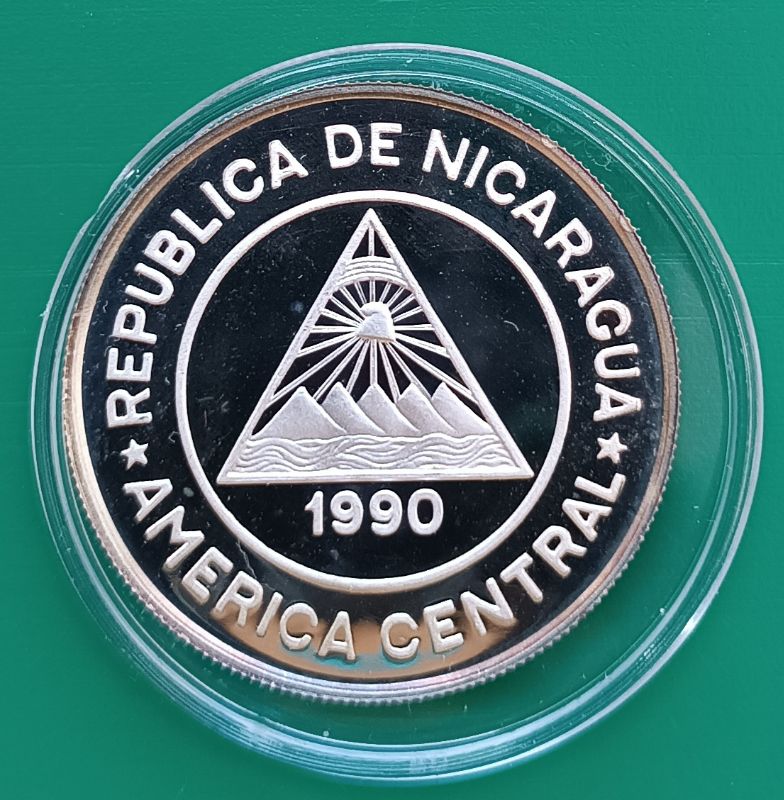 REPUBLICA DE NICARAGUA
1990
AMERICA CENTRAL